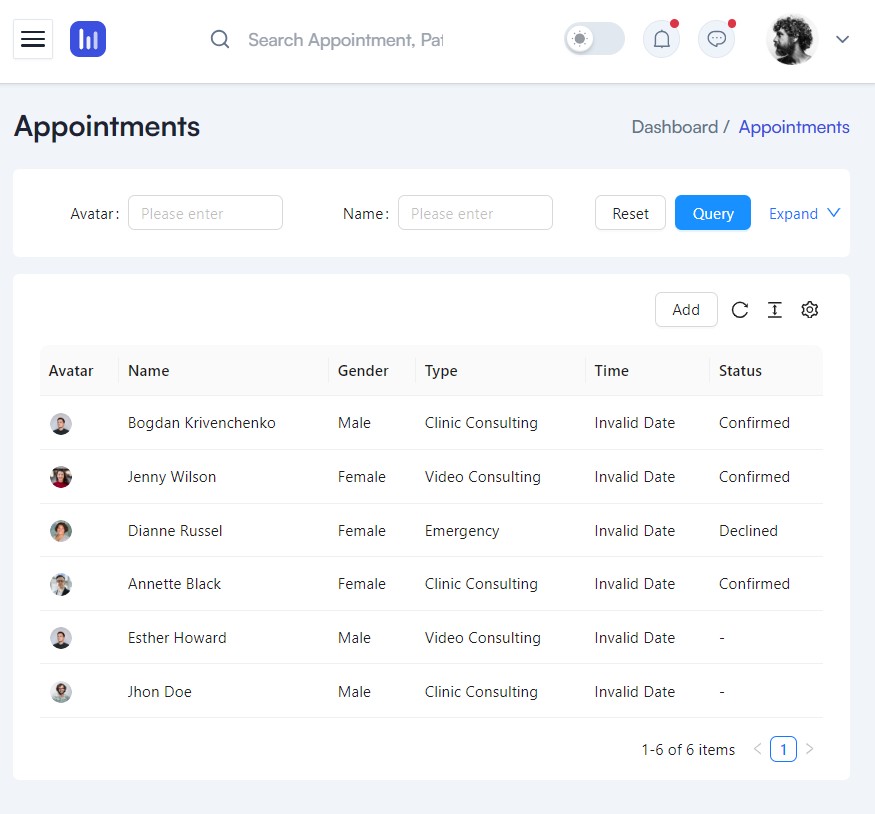 Search Appointment, Pat
Appointments
Dashboard / Appointments
Avatar: Please enter Name: Please enter Reset Query Expand
Add
Avatar Name Gender Type Time Status
Bogdan Krivenchenko Male Clinic Consulting Invalid Date Confirmed
Jenny Wilson Female Video Consulting Invalid Date Confirmed
Dianne Russel Female Emergency Invalid Date Declined
Annette Black Female Clinic Consulting Invalid Date Confirmed
Esther Howard Male Video Consulting Invalid Date -
Jhon Doe Male Clinic Consulting Invalid Date -
1-6 of 6 items < 1 >